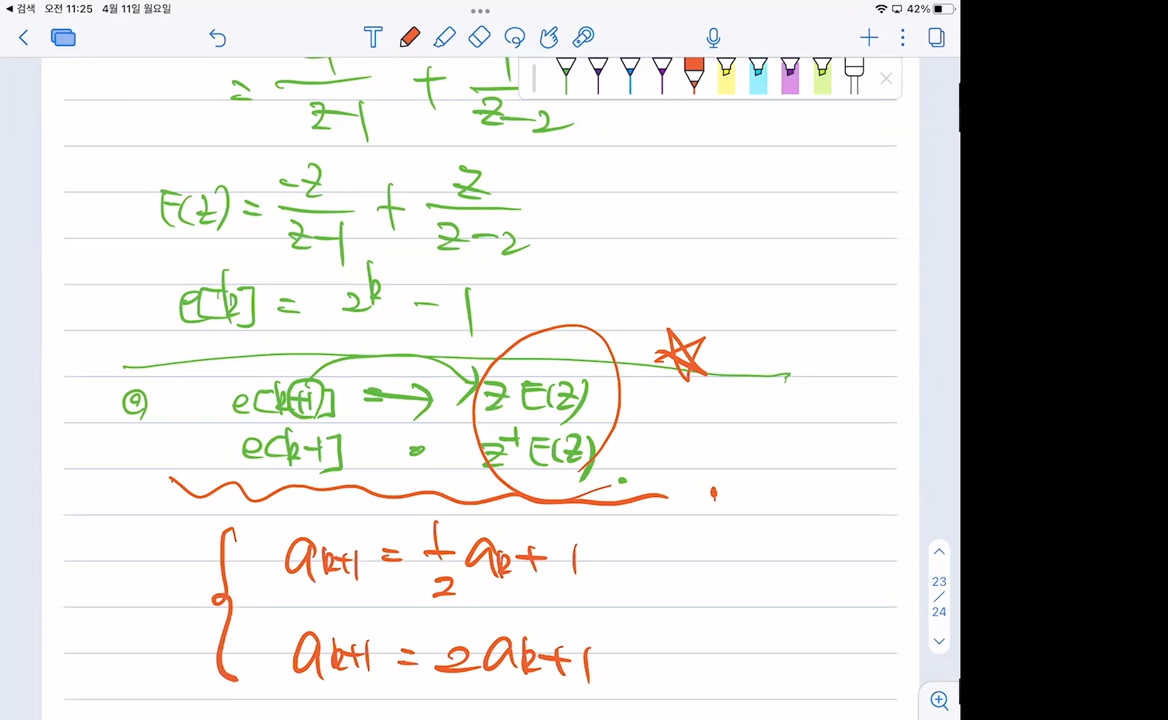 ◀ 검색 오전 11:25 4월 11일 월요일 42%
= -1/(z-1) + 1/(z-2)
E(z) = -z/(z-1) + z/(z-2)
e[k] = 2^k - 1
@ e[k+1] ⟹ z E(z)
e[k-1] z^-1 E(z)
a_{k+1} = 1/2 a_k + 1
a_{k+1} = 2a_k + 1
23
/
24